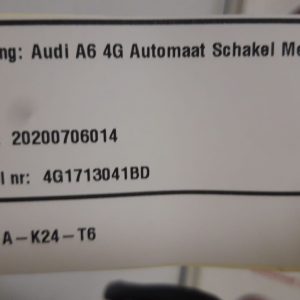 ng: Audi A6 4G Automaat Schakel Me
20200706014
l nr: 4G1713041BD
A-K24-T6